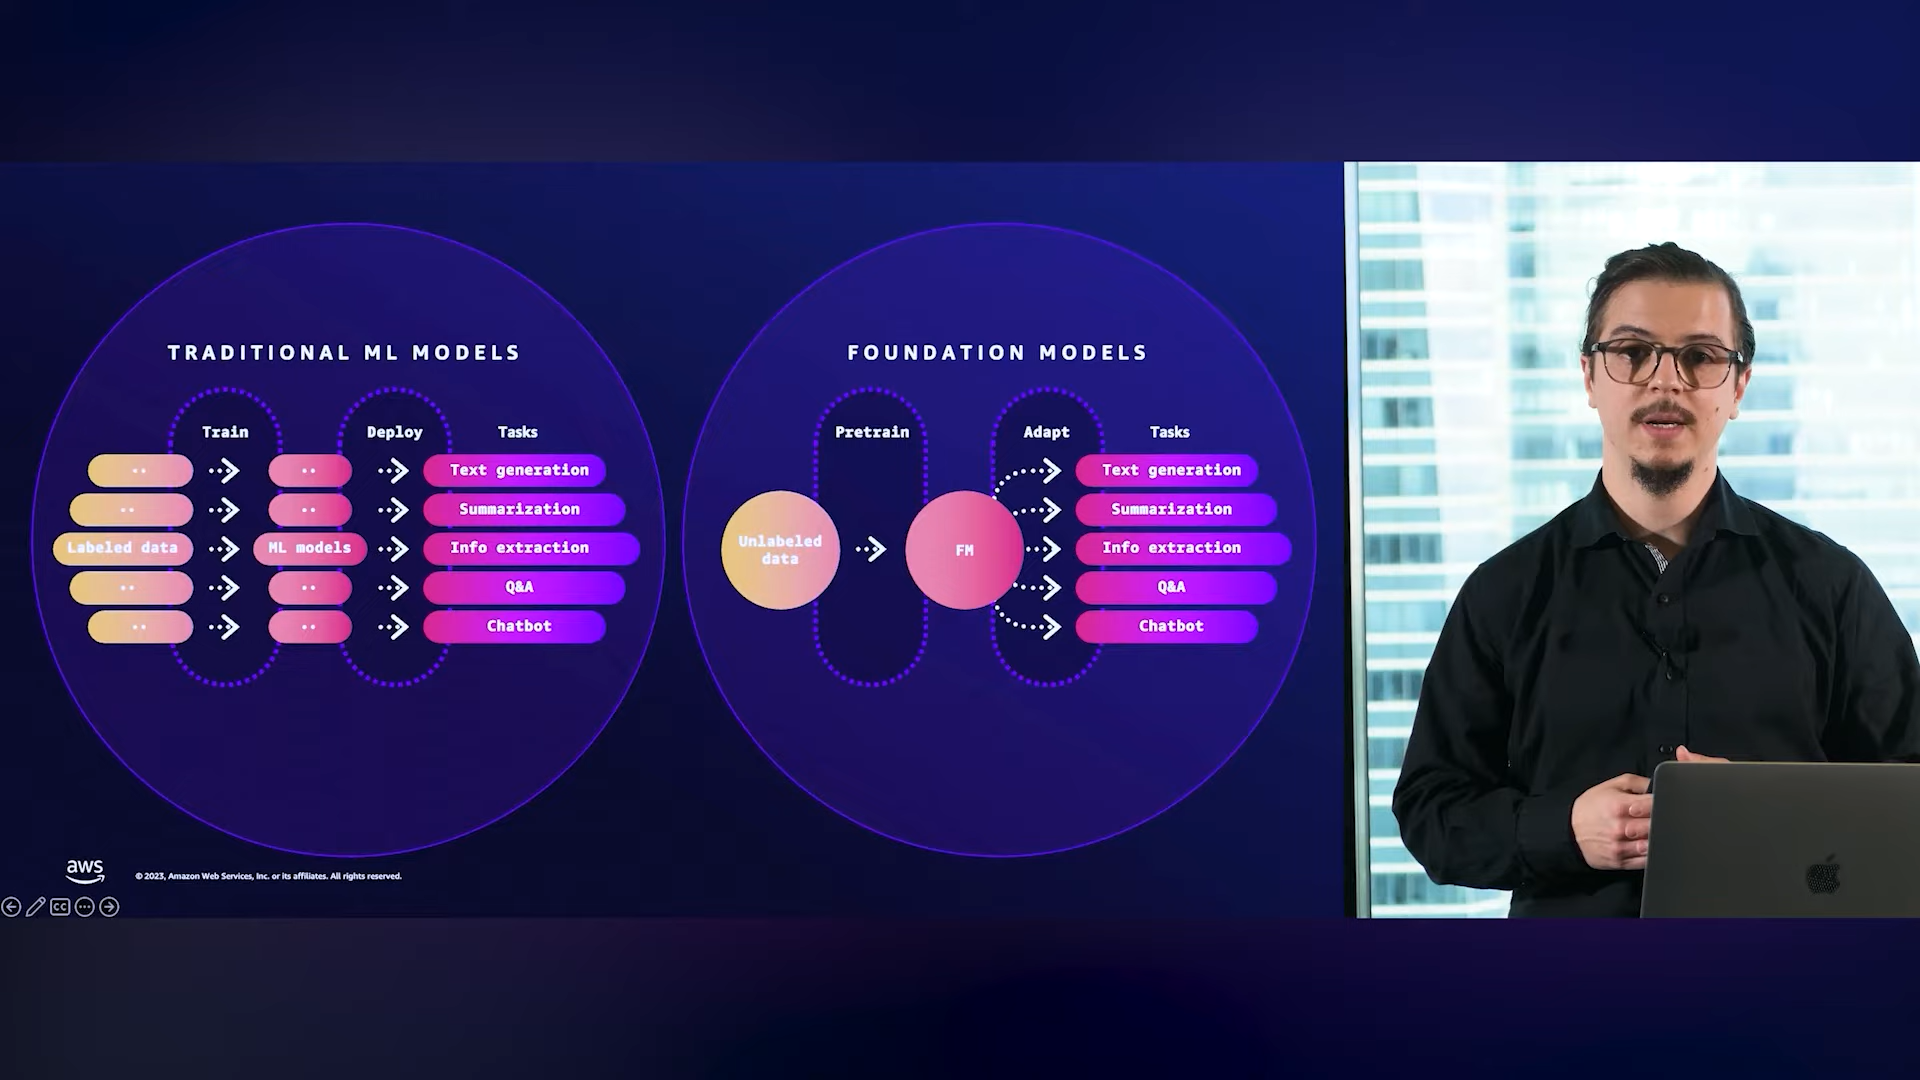 TRADITIONAL ML MODELS
Train
Deploy
Tasks
..
..
Text generation
..
..
Summarization
Labeled data
ML models
Info extraction
..
..
Q&A
..
..
Chatbot
FOUNDATION MODELS
Pretrain
Adapt
Tasks
Unlabeled
data
FM
Text generation
Summarization
Info extraction
Q&A
Chatbot
aws
© 2023, Amazon Web Services, Inc. or its affiliates. All rights reserved.
CC